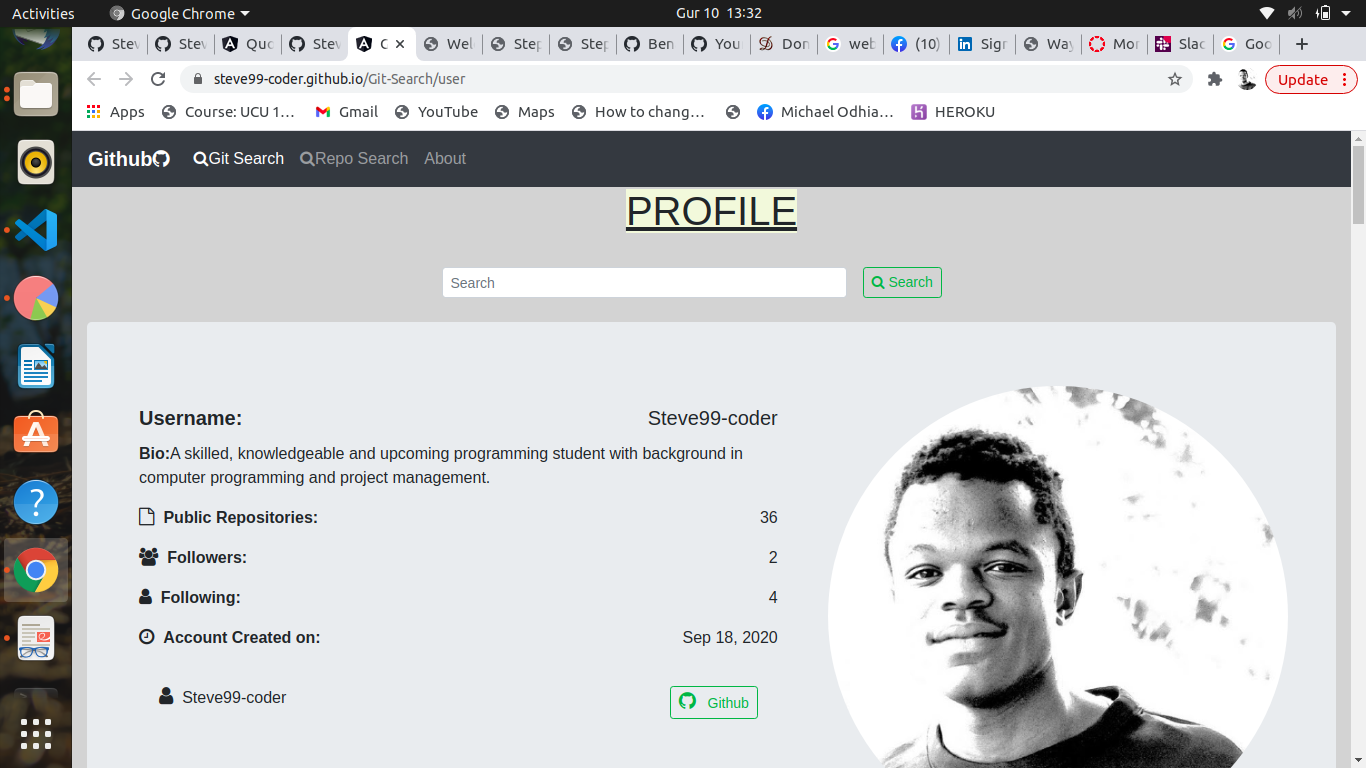 Activities Google Chrome Gur 10 13:32
Stev Stev Quo Stev C Wel Step Step Ben You Don web (10) Sigr Way Mor Slac Goo
steve99-coder.github.io/Git-Search/user Update
Apps Course: UCU 1… Gmail YouTube Maps How to chang… Michael Odhia… HEROKU
Github Git Search Repo Search About
PROFILE
Search Search
Username: Steve99-coder
Bio:A skilled, knowledgeable and upcoming programming student with background in
computer programming and project management.
Public Repositories: 36
Followers: 2
Following: 4
Account Created on: Sep 18, 2020
Steve99-coder Github